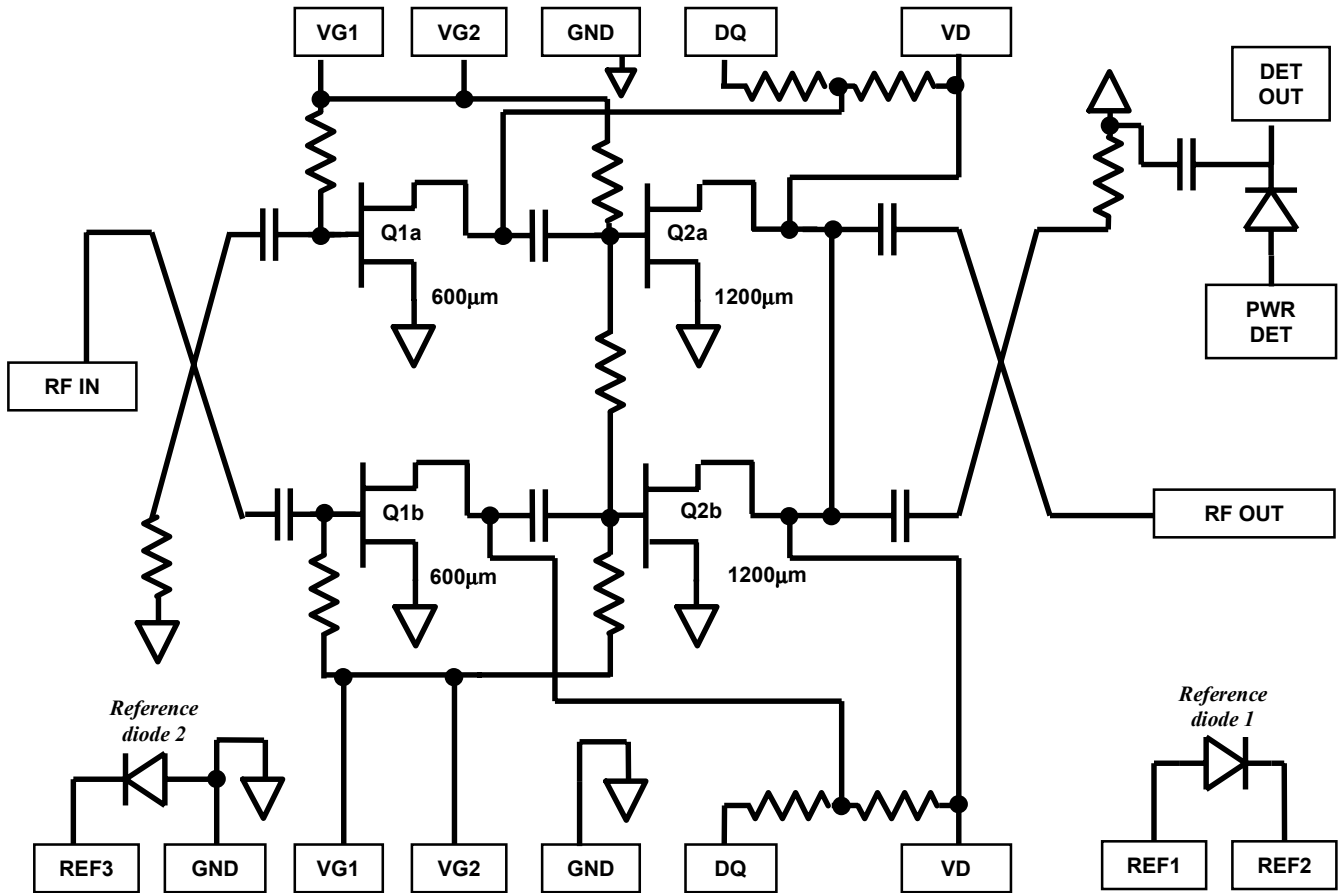 VG1
VG2
GND
DQ
VD
DET
OUT
Q1a
Q2a
600µm
1200µm
PWR
DET
RF IN
Q1b
Q2b
RF OUT
600µm
1200µm
Reference
diode 2
Reference
diode 1
REF3
GND
VG1
VG2
GND
DQ
VD
REF1
REF2